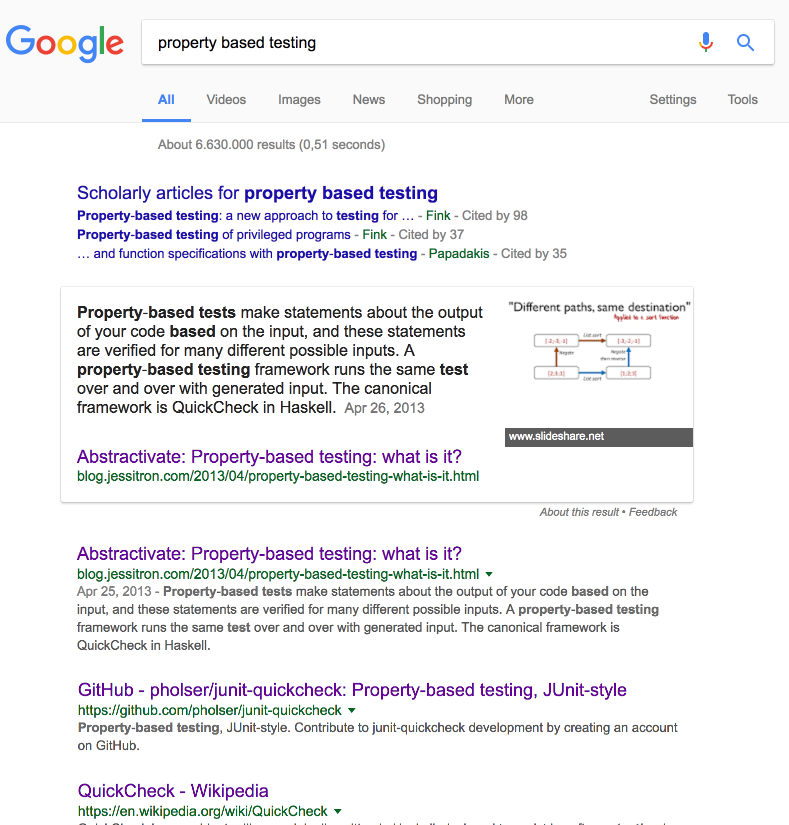 Google
property based testing
All Videos Images News Shopping More Settings Tools
About 6.630.000 results (0,51 seconds)
Scholarly articles for property based testing
Property-based testing: a new approach to testing for ... - Fink - Cited by 98
Property-based testing of privileged programs - Fink - Cited by 37
... and function specifications with property-based testing - Papadakis - Cited by 35
Property-based tests make statements about the output
of your code based on the input, and these statements
are verified for many different possible inputs. A
property-based testing framework runs the same test
over and over with generated input. The canonical
framework is QuickCheck in Haskell. Apr 26, 2013
"Different paths, same destination"
Applied to a sort function
List.sort
Negate
Negate
then reverse
List.sort
[1;2;3]
www.slideshare.net
Abstractivate: Property-based testing: what is it?
blog.jessitron.com/2013/04/property-based-testing-what-is-it.html
About this result • Feedback
Abstractivate: Property-based testing: what is it?
blog.jessitron.com/2013/04/property-based-testing-what-is-it.html
Apr 25, 2013 - Property-based tests make statements about the output of your code based on the
input, and these statements are verified for many different possible inputs. A property-based testing
framework runs the same test over and over with generated input. The canonical framework is
QuickCheck in Haskell.
GitHub - pholser/junit-quickcheck: Property-based testing, JUnit-style
https://github.com/pholser/junit-quickcheck
Property-based testing, JUnit-style. Contribute to junit-quickcheck development by creating an account
on GitHub.
QuickCheck - Wikipedia
https://en.wikipedia.org/wiki/QuickCheck